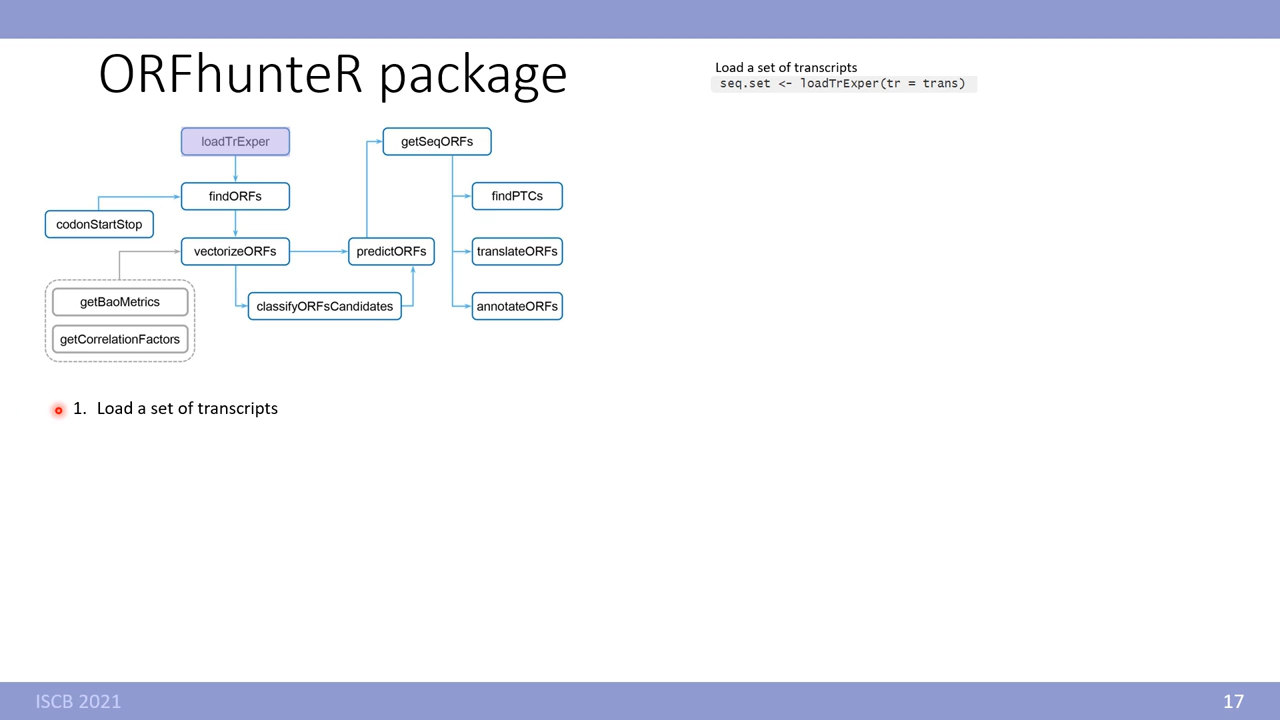 ORFhunteR package
Load a set of transcripts
seq.set <- loadTrExper(tr = trans)
loadTrExper
getSeqORFs
findORFs
findPTCs
codonStartStop
vectorizeORFs
predictORFs
translateORFs
getBaoMetrics
classifyORFsCandidates
annotateORFs
getCorrelationFactors
1. Load a set of transcripts
ISCB 2021
17